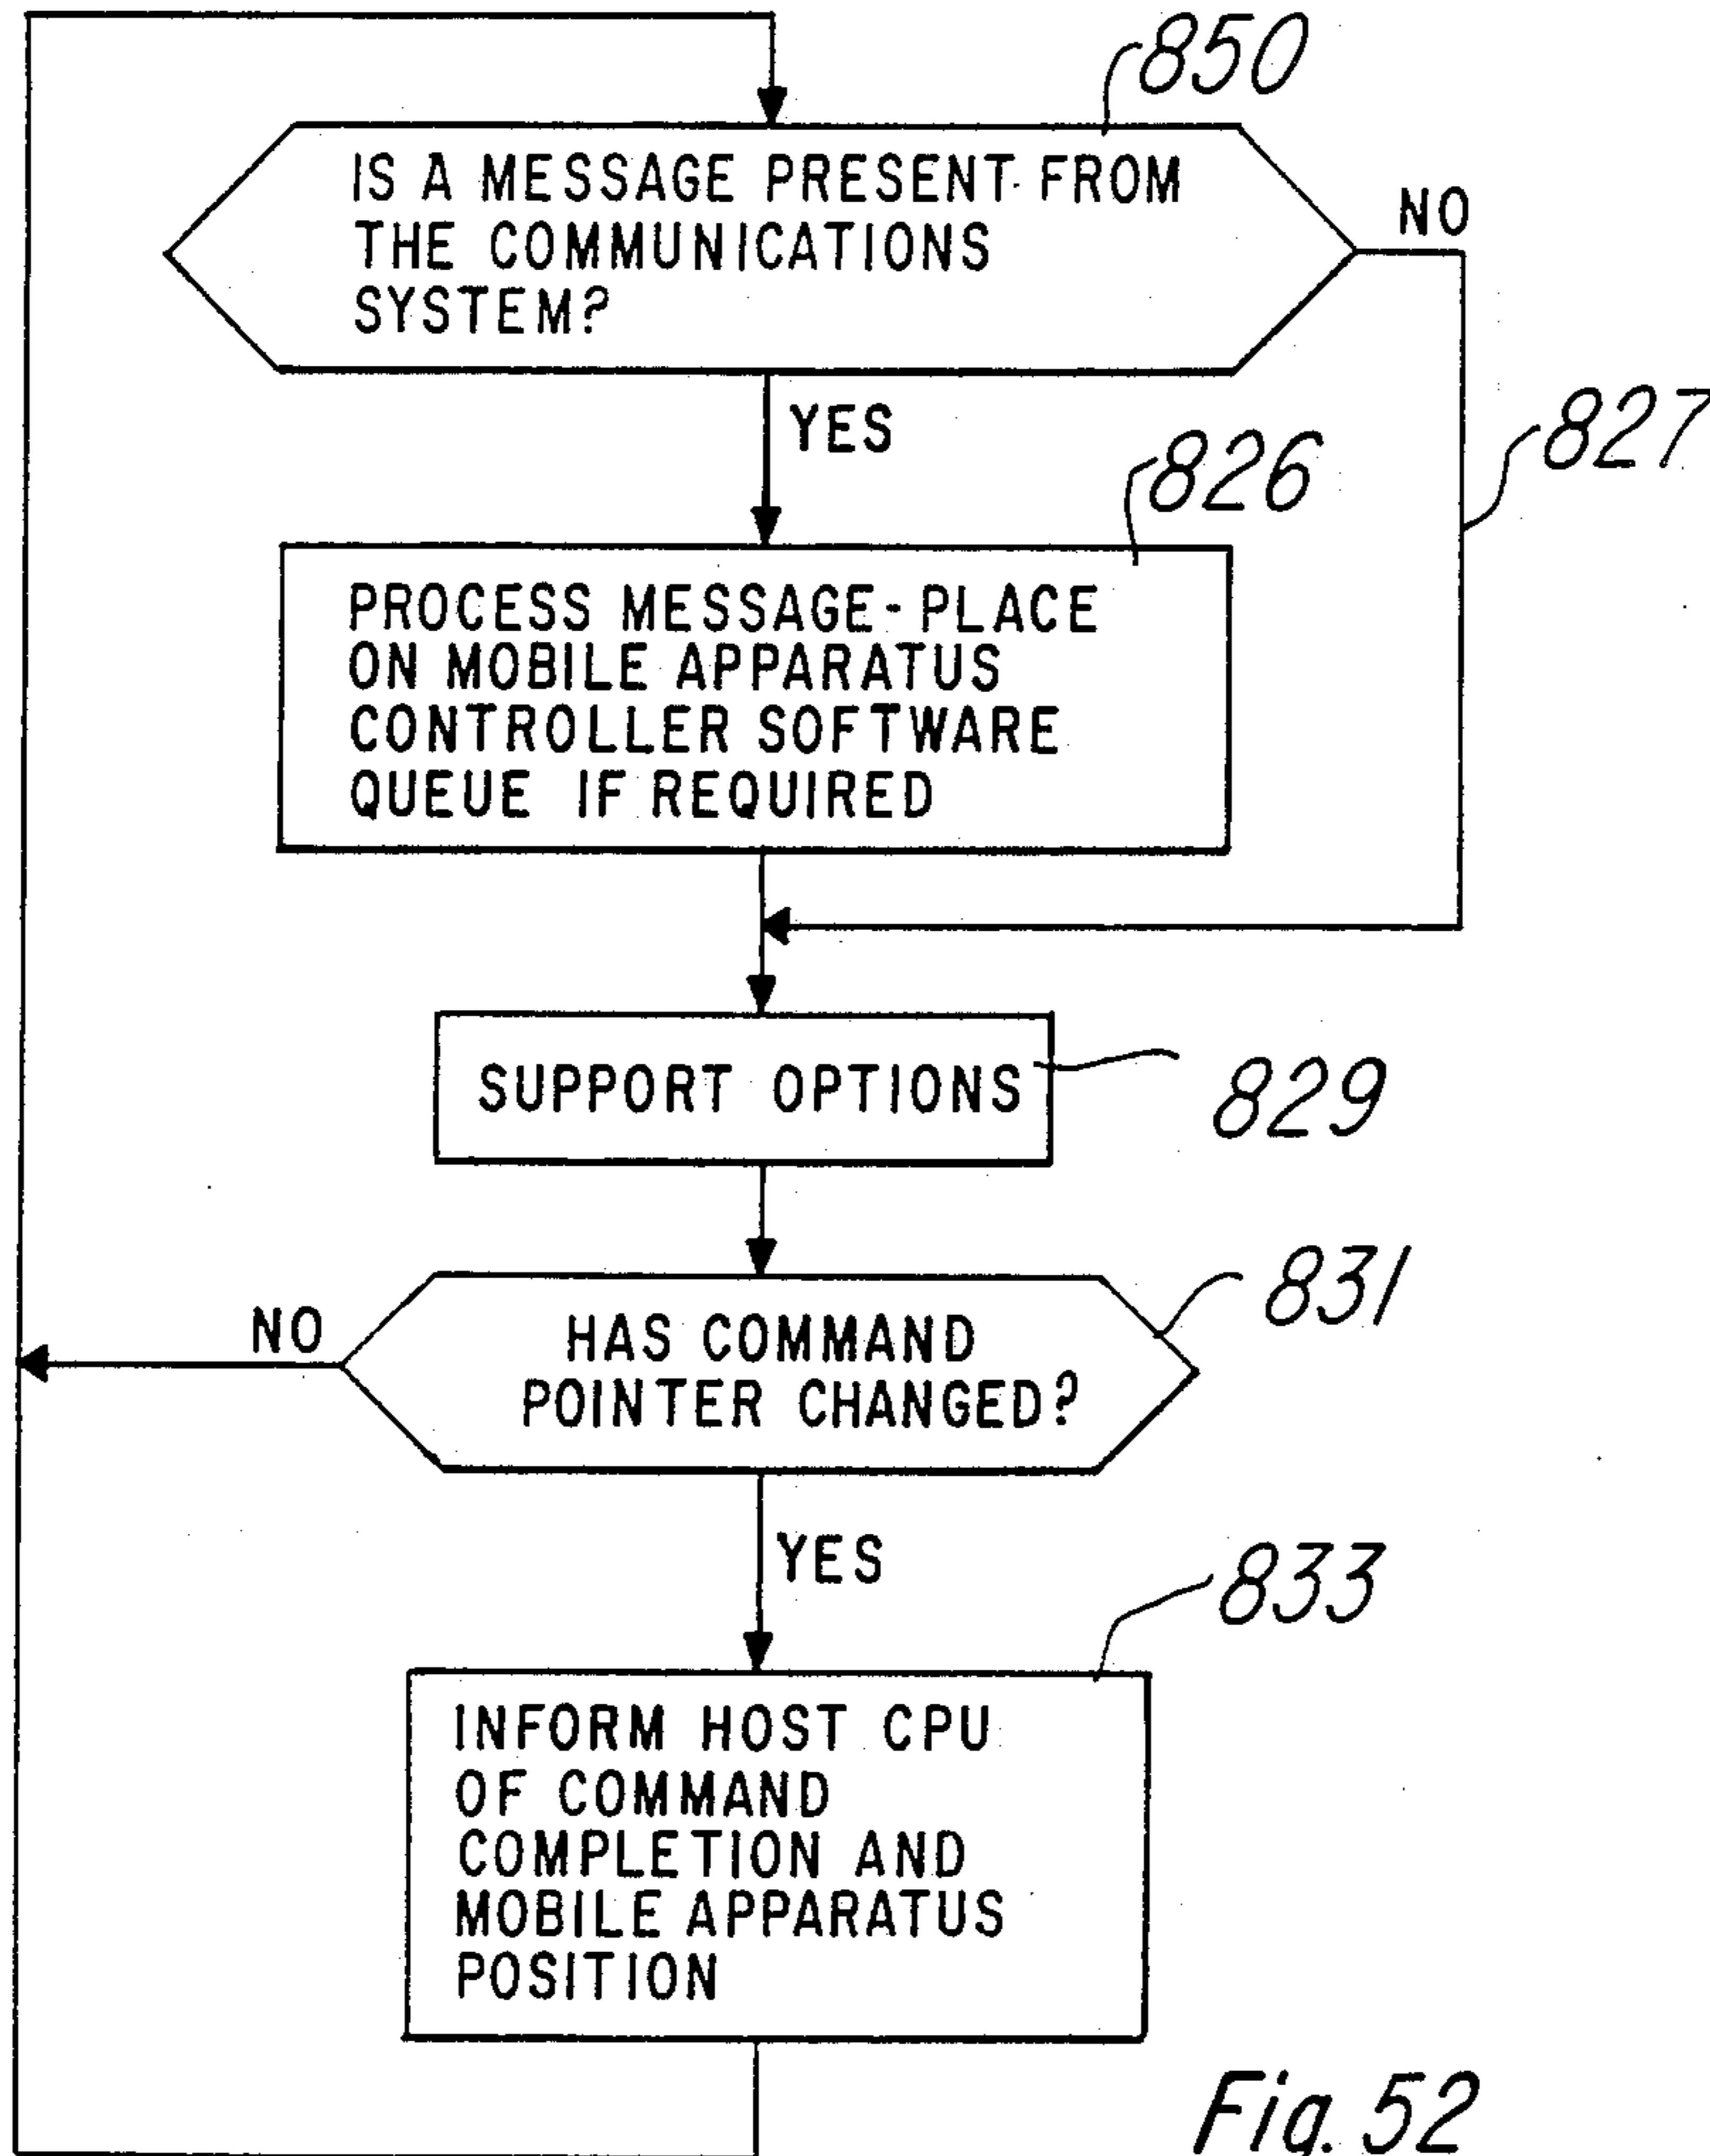 850
IS A MESSAGE PRESENT FROM
THE COMMUNICATIONS
SYSTEM?
NO
YES
827
826
PROCESS MESSAGE-PLACE
ON MOBILE APPARATUS
CONTROLLER SOFTWARE
QUEUE IF REQUIRED
SUPPORT OPTIONS
829
831
NO
HAS COMMAND
POINTER CHANGED?
YES
833
INFORM HOST CPU
OF COMMAND
COMPLETION AND
MOBILE APPARATUS
POSITION
Fig. 52